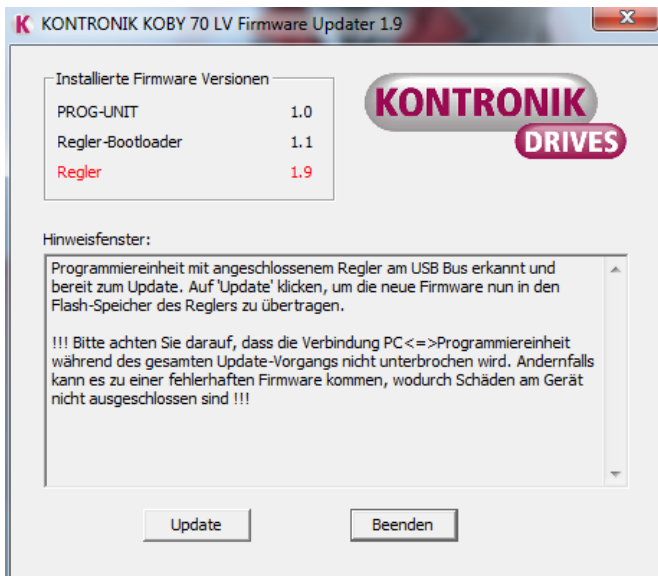 KONTRONIK KOBY 70 LV Firmware Updater 1.9
Installierte Firmware Versionen
PROG-UNIT 1.0
Regler-Bootloader 1.1
Regler 1.9
KONTRONIK
DRIVES
Hinweisfenster:
Programmiereinheit mit angeschlossenem Regler am USB Bus erkannt und
bereit zum Update. Auf 'Update' klicken, um die neue Firmware nun in den
Flash-Speicher des Reglers zu übertragen.
!!! Bitte achten Sie darauf, dass die Verbindung PC<=>Programmiereinheit
während des gesamten Update-Vorgangs nicht unterbrochen wird. Andernfalls
kann es zu einer fehlerhaften Firmware kommen, wodurch Schäden am Gerät
nicht ausgeschlossen sind !!!
Update
Beenden